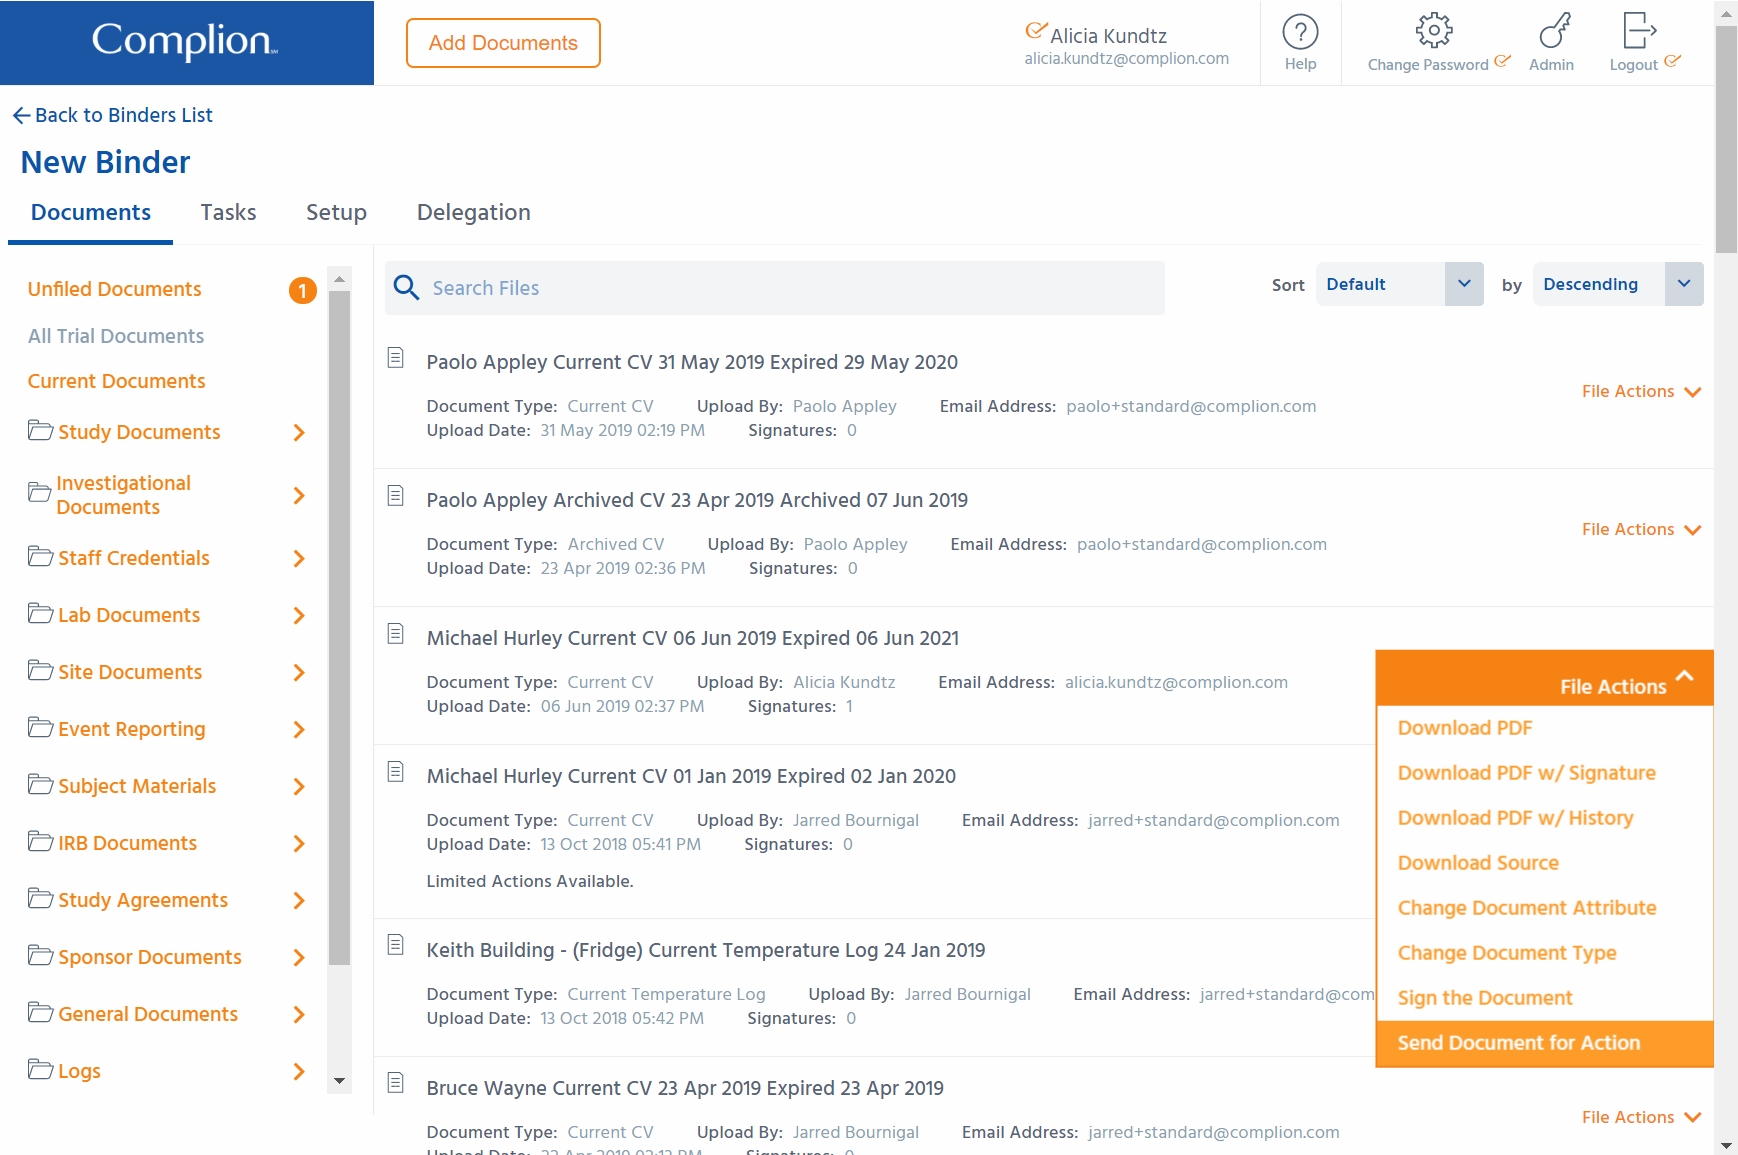 Complion
Add Documents
Alicia Kundtz
alicia.kundtz@complion.com
Help
Change Password
Admin
Logout
Back to Binders List
New Binder
Documents Tasks Setup Delegation
Unfiled Documents 1
All Trial Documents
Current Documents
Study Documents
Investigational
Documents
Staff Credentials
Lab Documents
Site Documents
Event Reporting
Subject Materials
IRB Documents
Study Agreements
Sponsor Documents
General Documents
Logs
Search Files
Sort Default by Descending
Paolo Appley Current CV 31 May 2019 Expired 29 May 2020
Document Type: Current CV Upload By: Paolo Appley Email Address: paolo+standard@complion.com
Upload Date: 31 May 2019 02:19 PM Signatures: 0
File Actions
Paolo Appley Archived CV 23 Apr 2019 Archived 07 Jun 2019
Document Type: Archived CV Upload By: Paolo Appley Email Address: paolo+standard@complion.com
Upload Date: 23 Apr 2019 02:36 PM Signatures: 0
File Actions
Michael Hurley Current CV 06 Jun 2019 Expired 06 Jun 2021
Document Type: Current CV Upload By: Alicia Kundtz Email Address: alicia.kundtz@complion.com
Upload Date: 06 Jun 2019 02:37 PM Signatures: 1
Michael Hurley Current CV 01 Jan 2019 Expired 02 Jan 2020
Document Type: Current CV Upload By: Jarred Bournigal Email Address: jarred+standard@complion.com
Upload Date: 13 Oct 2018 05:41 PM Signatures: 0
Limited Actions Available.
Keith Building - (Fridge) Current Temperature Log 24 Jan 2019
Document Type: Current Temperature Log Upload By: Jarred Bournigal Email Address: jarred+standard@com
Upload Date: 13 Oct 2018 05:42 PM Signatures: 0
File Actions
Download PDF
Download PDF w/ Signature
Download PDF w/ History
Download Source
Change Document Attribute
Change Document Type
Sign the Document
Send Document for Action
Bruce Wayne Current CV 23 Apr 2019 Expired 23 Apr 2019
Document Type: Current CV Upload By: Jarred Bournigal Email Address: jarred+standard@complion.com
File Actions